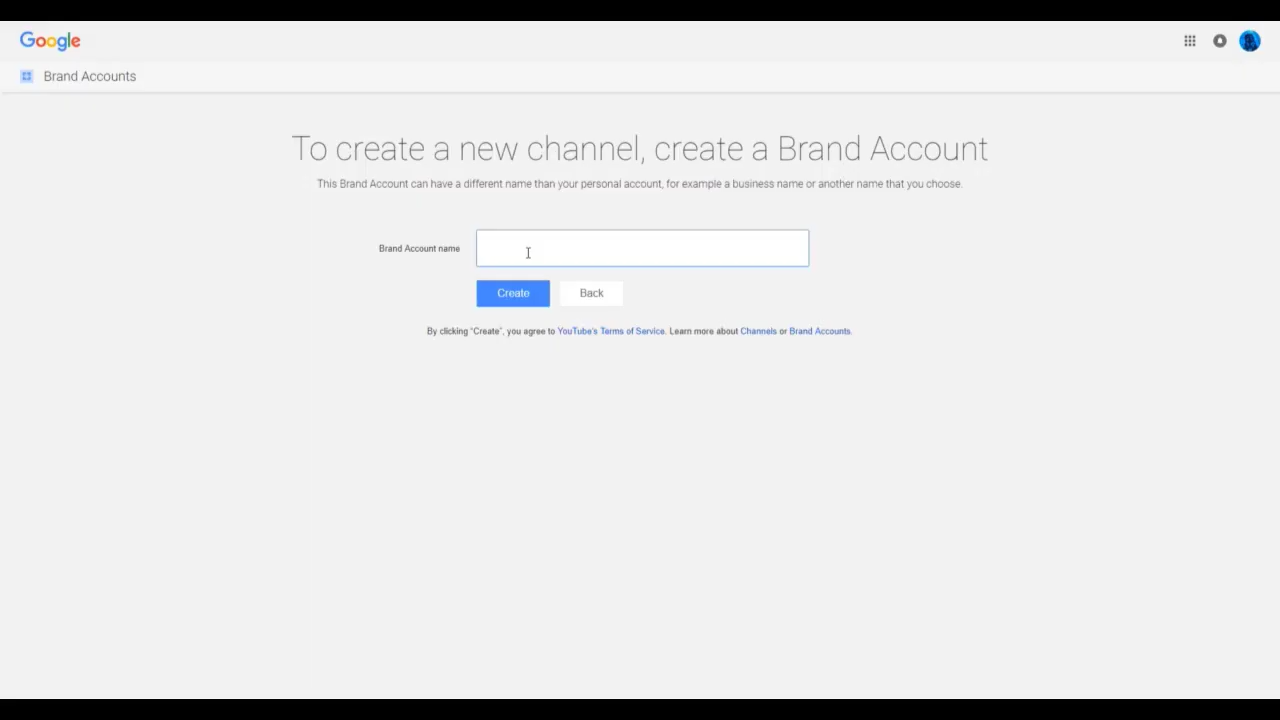 Google
Brand Accounts
To create a new channel, create a Brand Account
This Brand Account can have a different name than your personal account, for example a business name or another name that you choose.
Brand Account name
Create Back
By clicking "Create", you agree to YouTube's Terms of Service. Learn more about Channels or Brand Accounts.